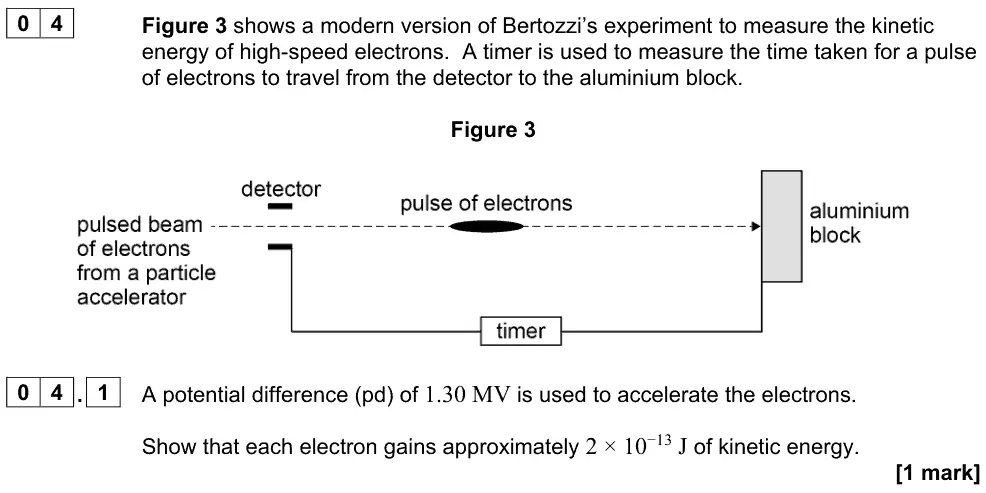 0 4
Figure 3 shows a modern version of Bertozzi’s experiment to measure the kinetic
energy of high-speed electrons. A timer is used to measure the time taken for a pulse
of electrons to travel from the detector to the aluminium block.
Figure 3
detector
pulse of electrons
pulsed beam
of electrons
from a particle
accelerator
aluminium
block
timer
0 4 . 1 A potential difference (pd) of 1.30 MV is used to accelerate the electrons.
Show that each electron gains approximately 2 × 10⁻¹³ J of kinetic energy.
[1 mark]